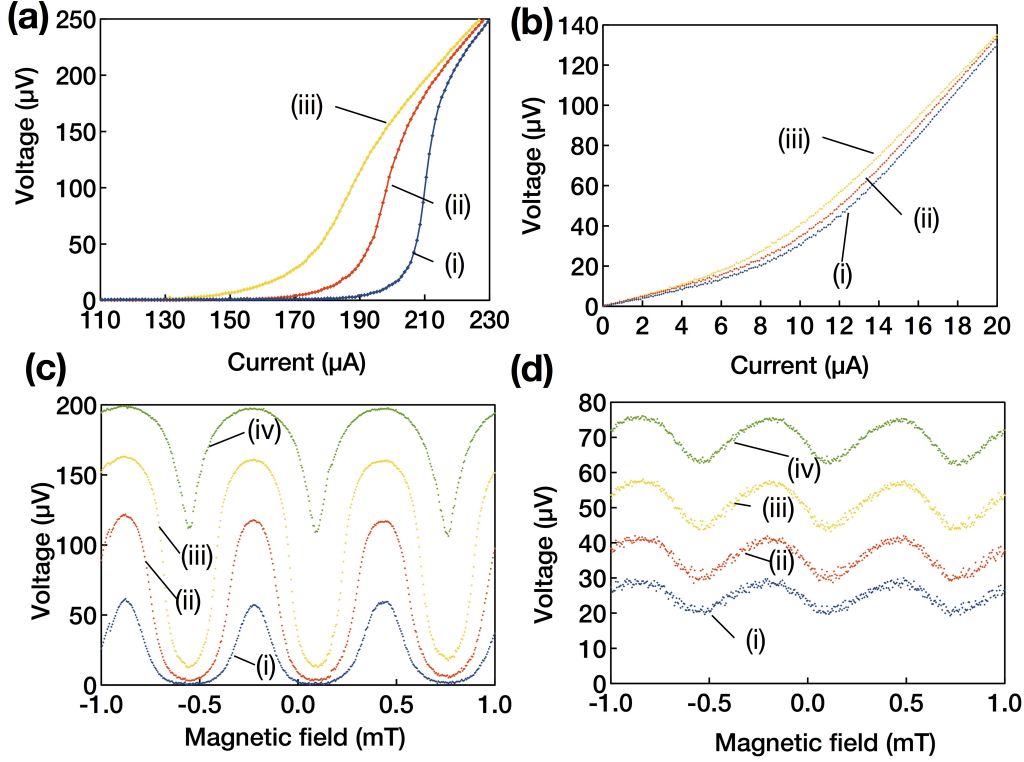 (a)
250
200
150
100
50
0
Voltage (µV)
(iii)
(ii)
(i)
110 130 150 170 190 210 230
Current (µA)
(b)
140
120
100
80
60
40
20
0
Voltage (µV)
(iii)
(ii)
(i)
0 2 4 6 8 10 12 14 16 18 20
Current (µA)
(c)
200
150
100
50
0
Voltage (µV)
(iv)
(iii)
(ii)
(i)
-1.0 -0.5 0.0 0.5 1.0
Magnetic field (mT)
(d)
80
70
60
50
40
30
20
10
0
Voltage (µV)
(iv)
(iii)
(ii)
(i)
-1.0 -0.5 0.0 0.5 1.0
Magnetic field (mT)